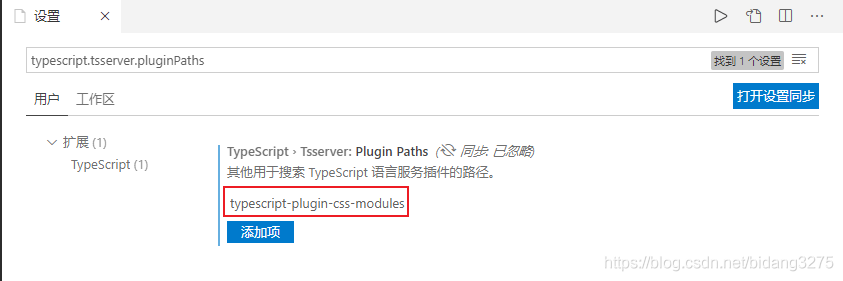 设置
typescript.tsserver.pluginPaths
找到 1 个设置
用户 工作区
打开设置同步
扩展 (1)
TypeScript (1)
TypeScript › Tsserver: Plugin Paths (同步: 已忽略)
其他用于搜索 TypeScript 语言服务插件的路径。
typescript-plugin-css-modules
添加项
https://blog.csdn.net/bidang3275